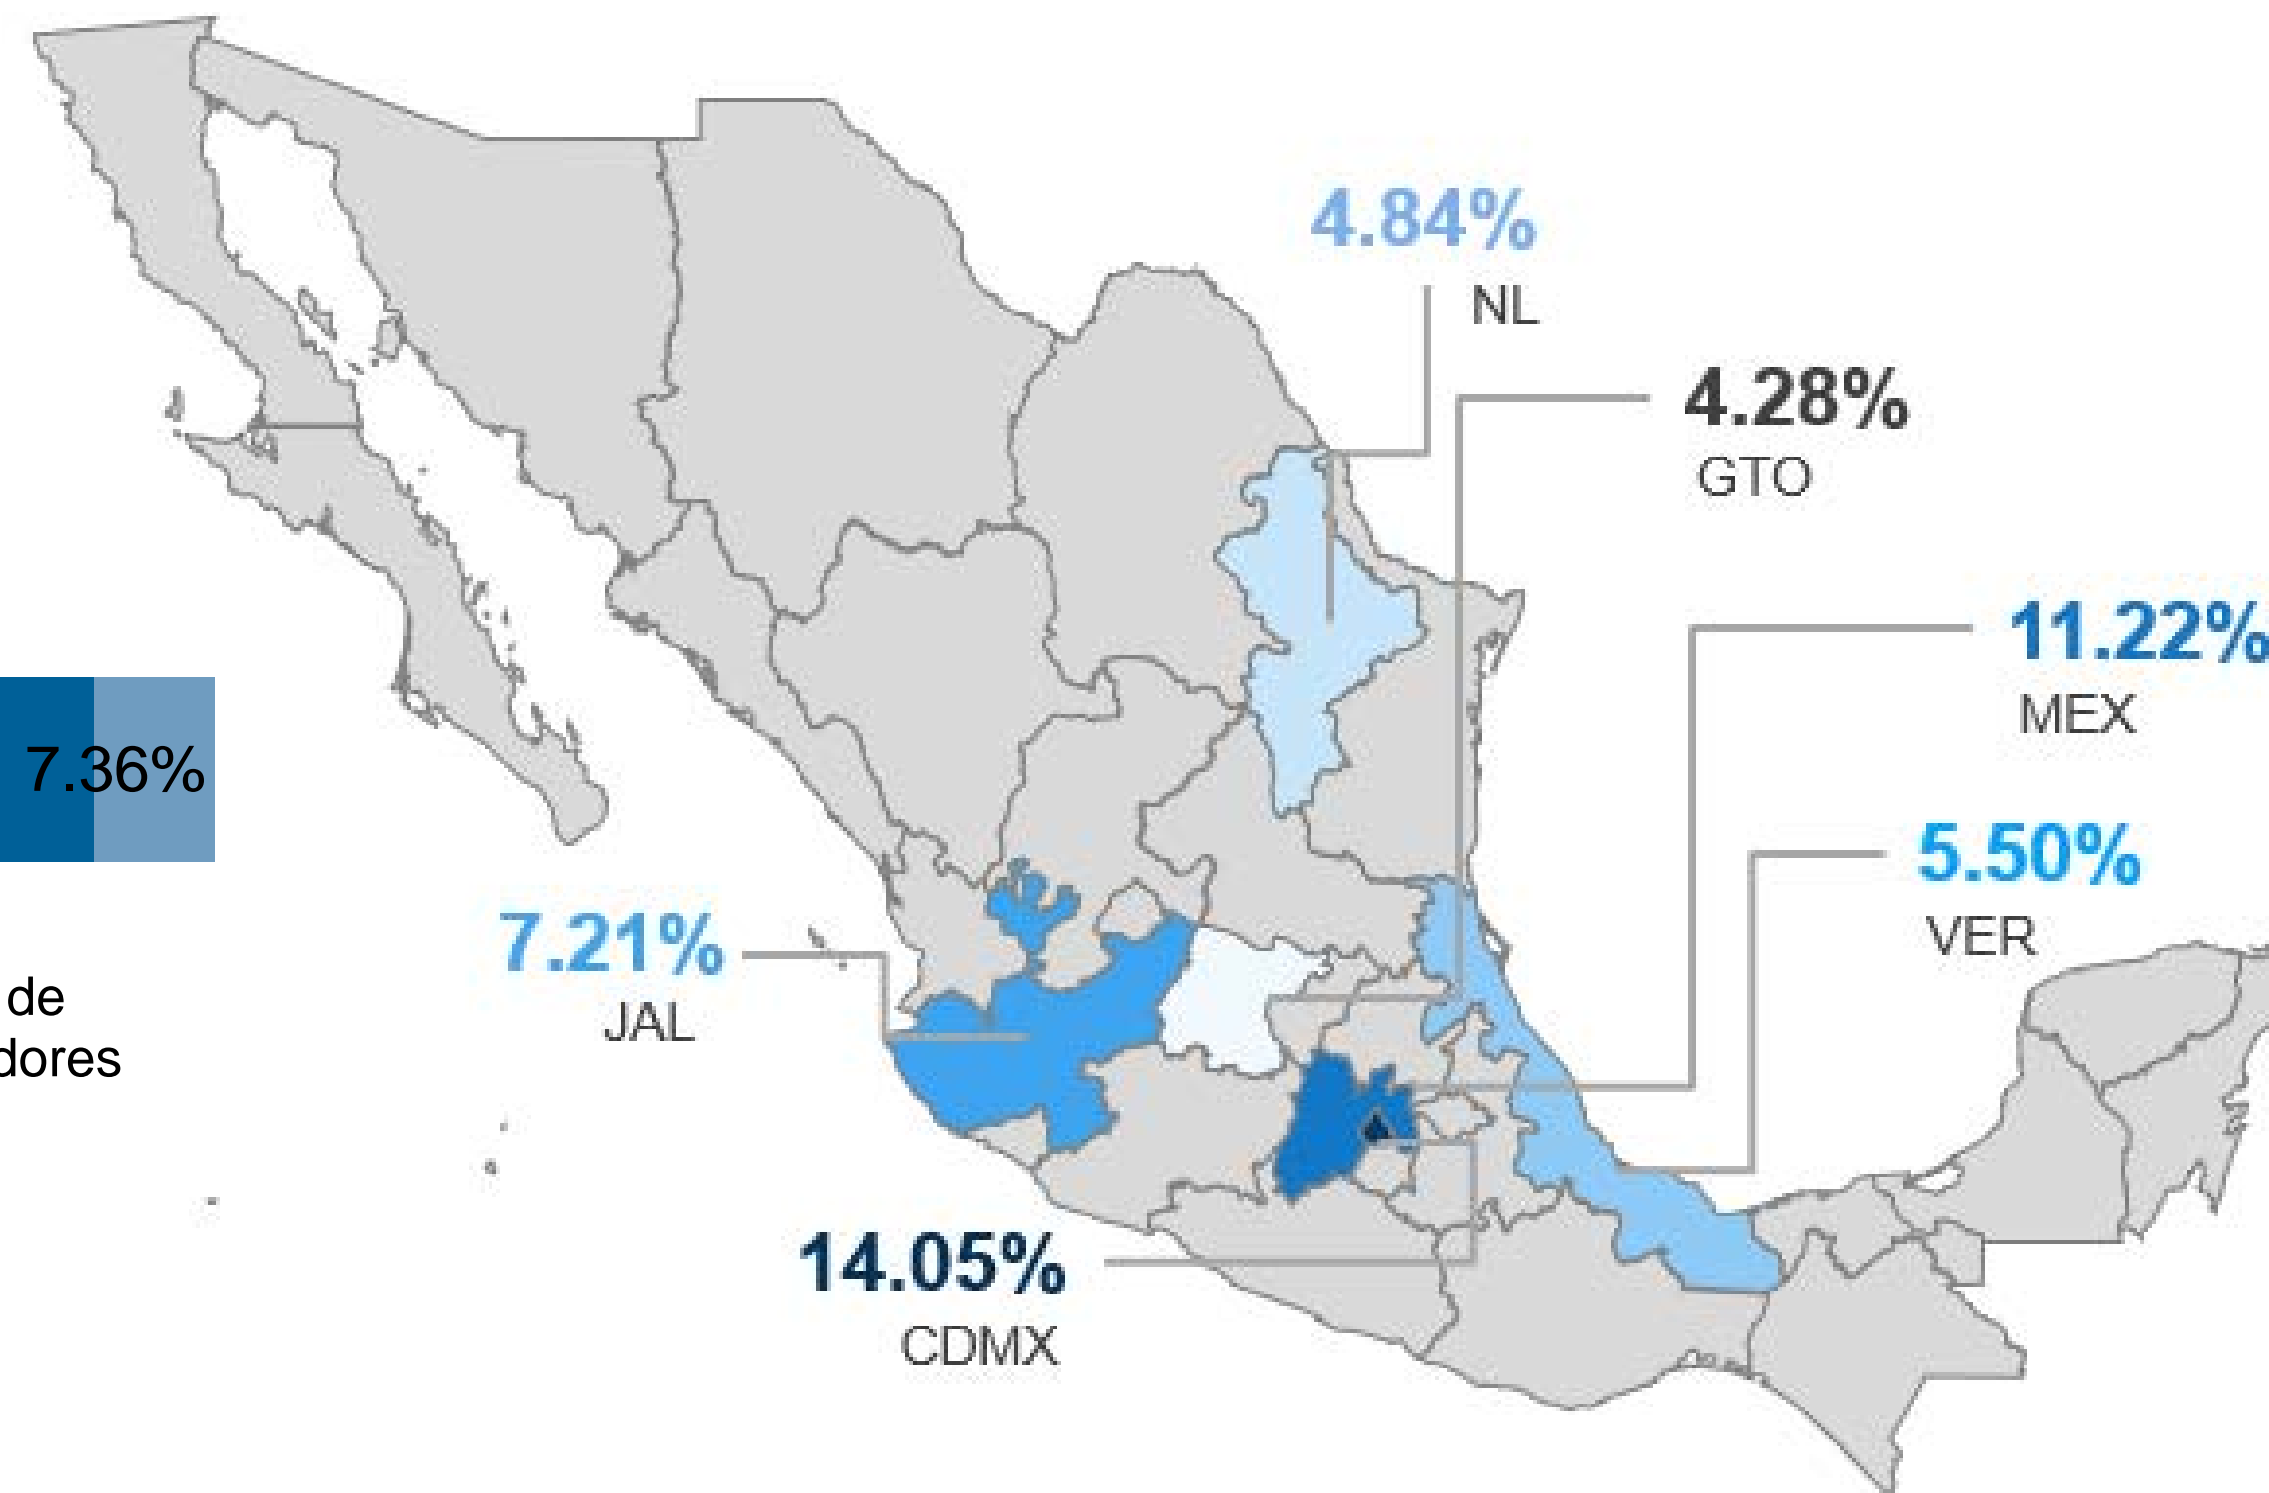 4.84%
NL
4.28%
GTO
11.22%
MEX
7.36%
5.50%
VER
7.21%
JAL
de
dores
14.05%
CDMX